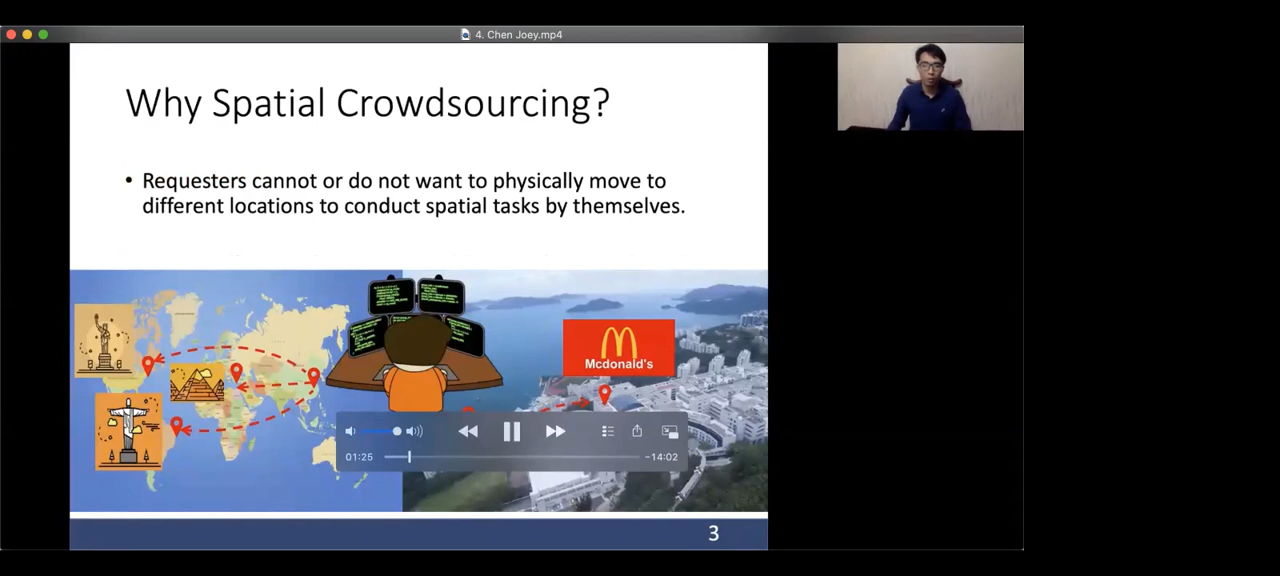 4. Chen Joey.mp4
Why Spatial Crowdsourcing?
• Requesters cannot or do not want to physically move to
different locations to conduct spatial tasks by themselves.
Mcdonald's
01:25
-14:02
3